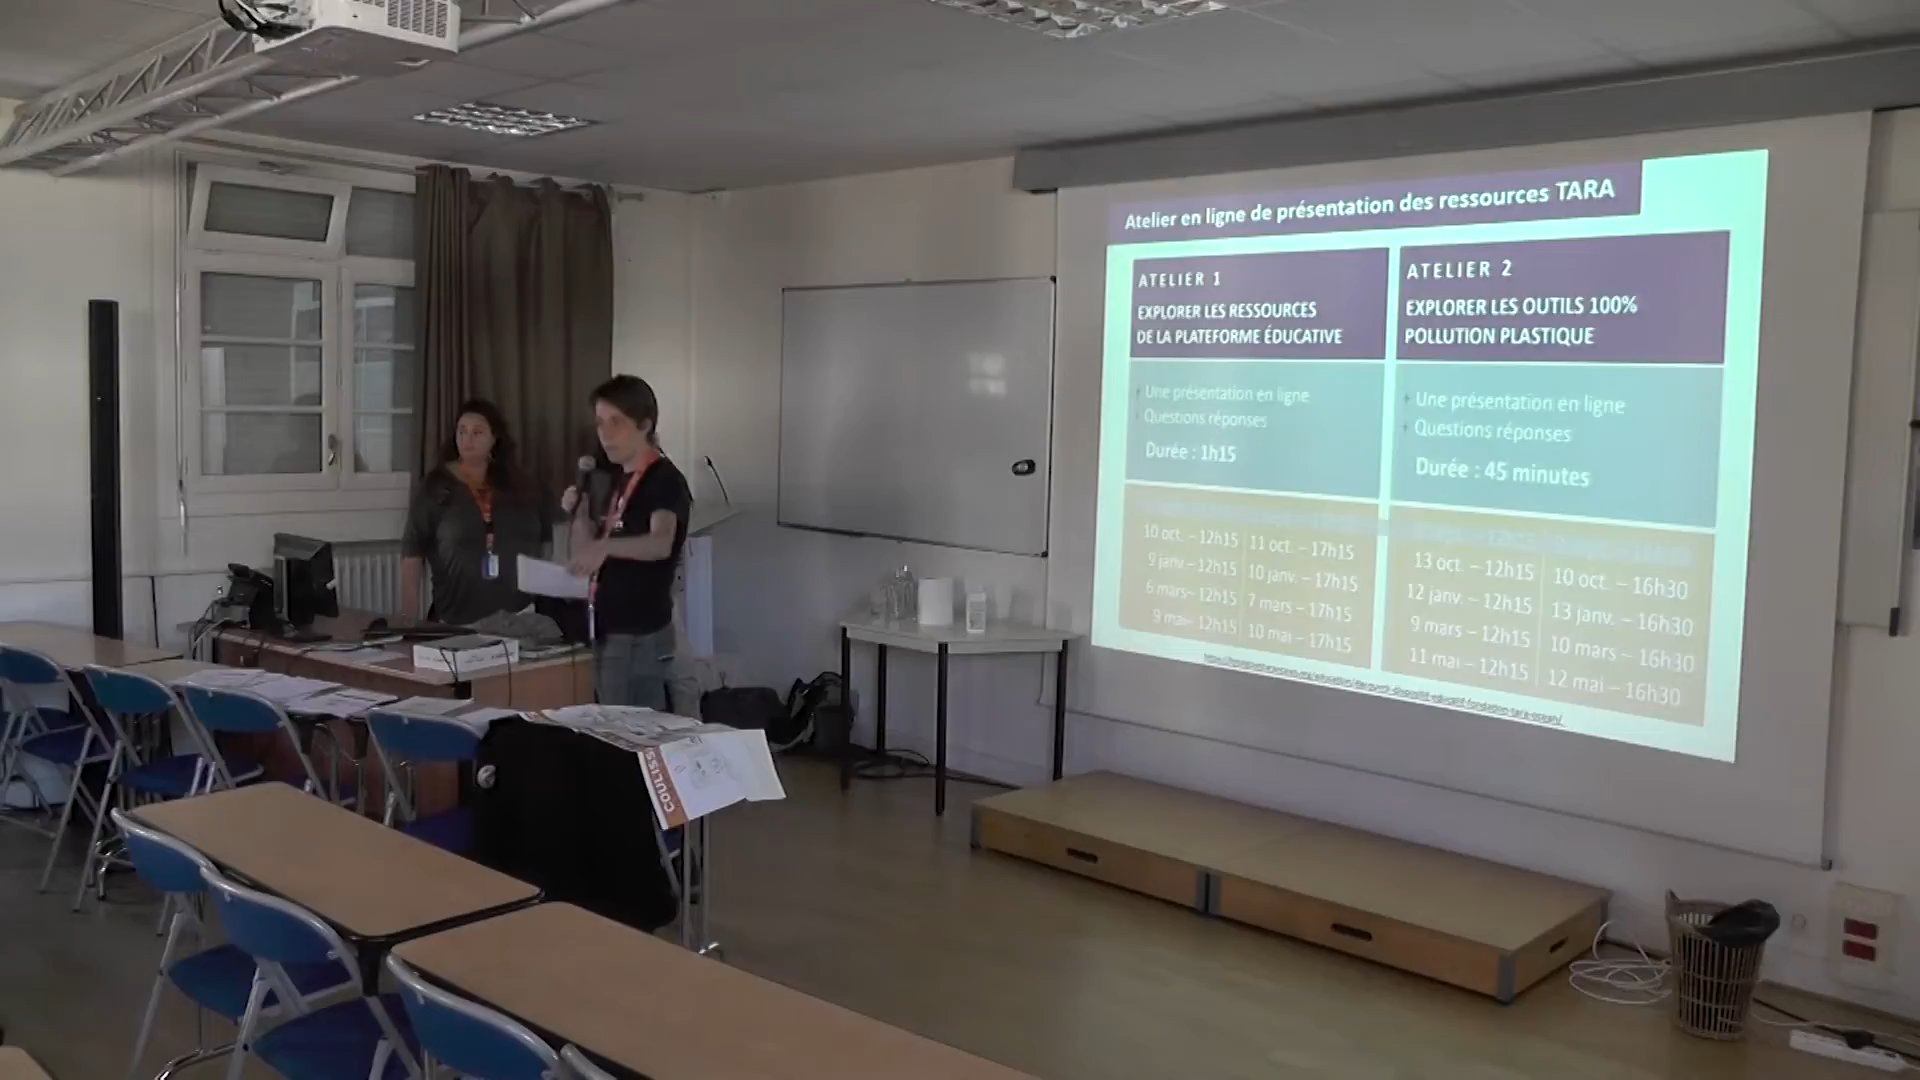 Atelier en ligne de présentation des ressources TARA
ATELIER 1
EXPLORER LES RESSOURCES
DE LA PLATEFORME ÉDUCATIVE
Une présentation en ligne
Questions réponses
Durée : 1h15
10 oct. – 12h15 11 oct. – 17h15
9 janv. – 12h15 10 janv. – 17h15
6 mars – 12h15 7 mars – 17h15
9 mai – 12h15 10 mai – 17h15
ATELIER 2
EXPLORER LES OUTILS 100%
POLLUTION PLASTIQUE
Une présentation en ligne
Questions réponses
Durée : 45 minutes
13 oct. – 12h15 10 oct. – 16h30
12 janv. – 12h15 13 janv. – 16h30
9 mars – 12h15 10 mars – 16h30
11 mai – 12h15 12 mai – 16h30
COULISS